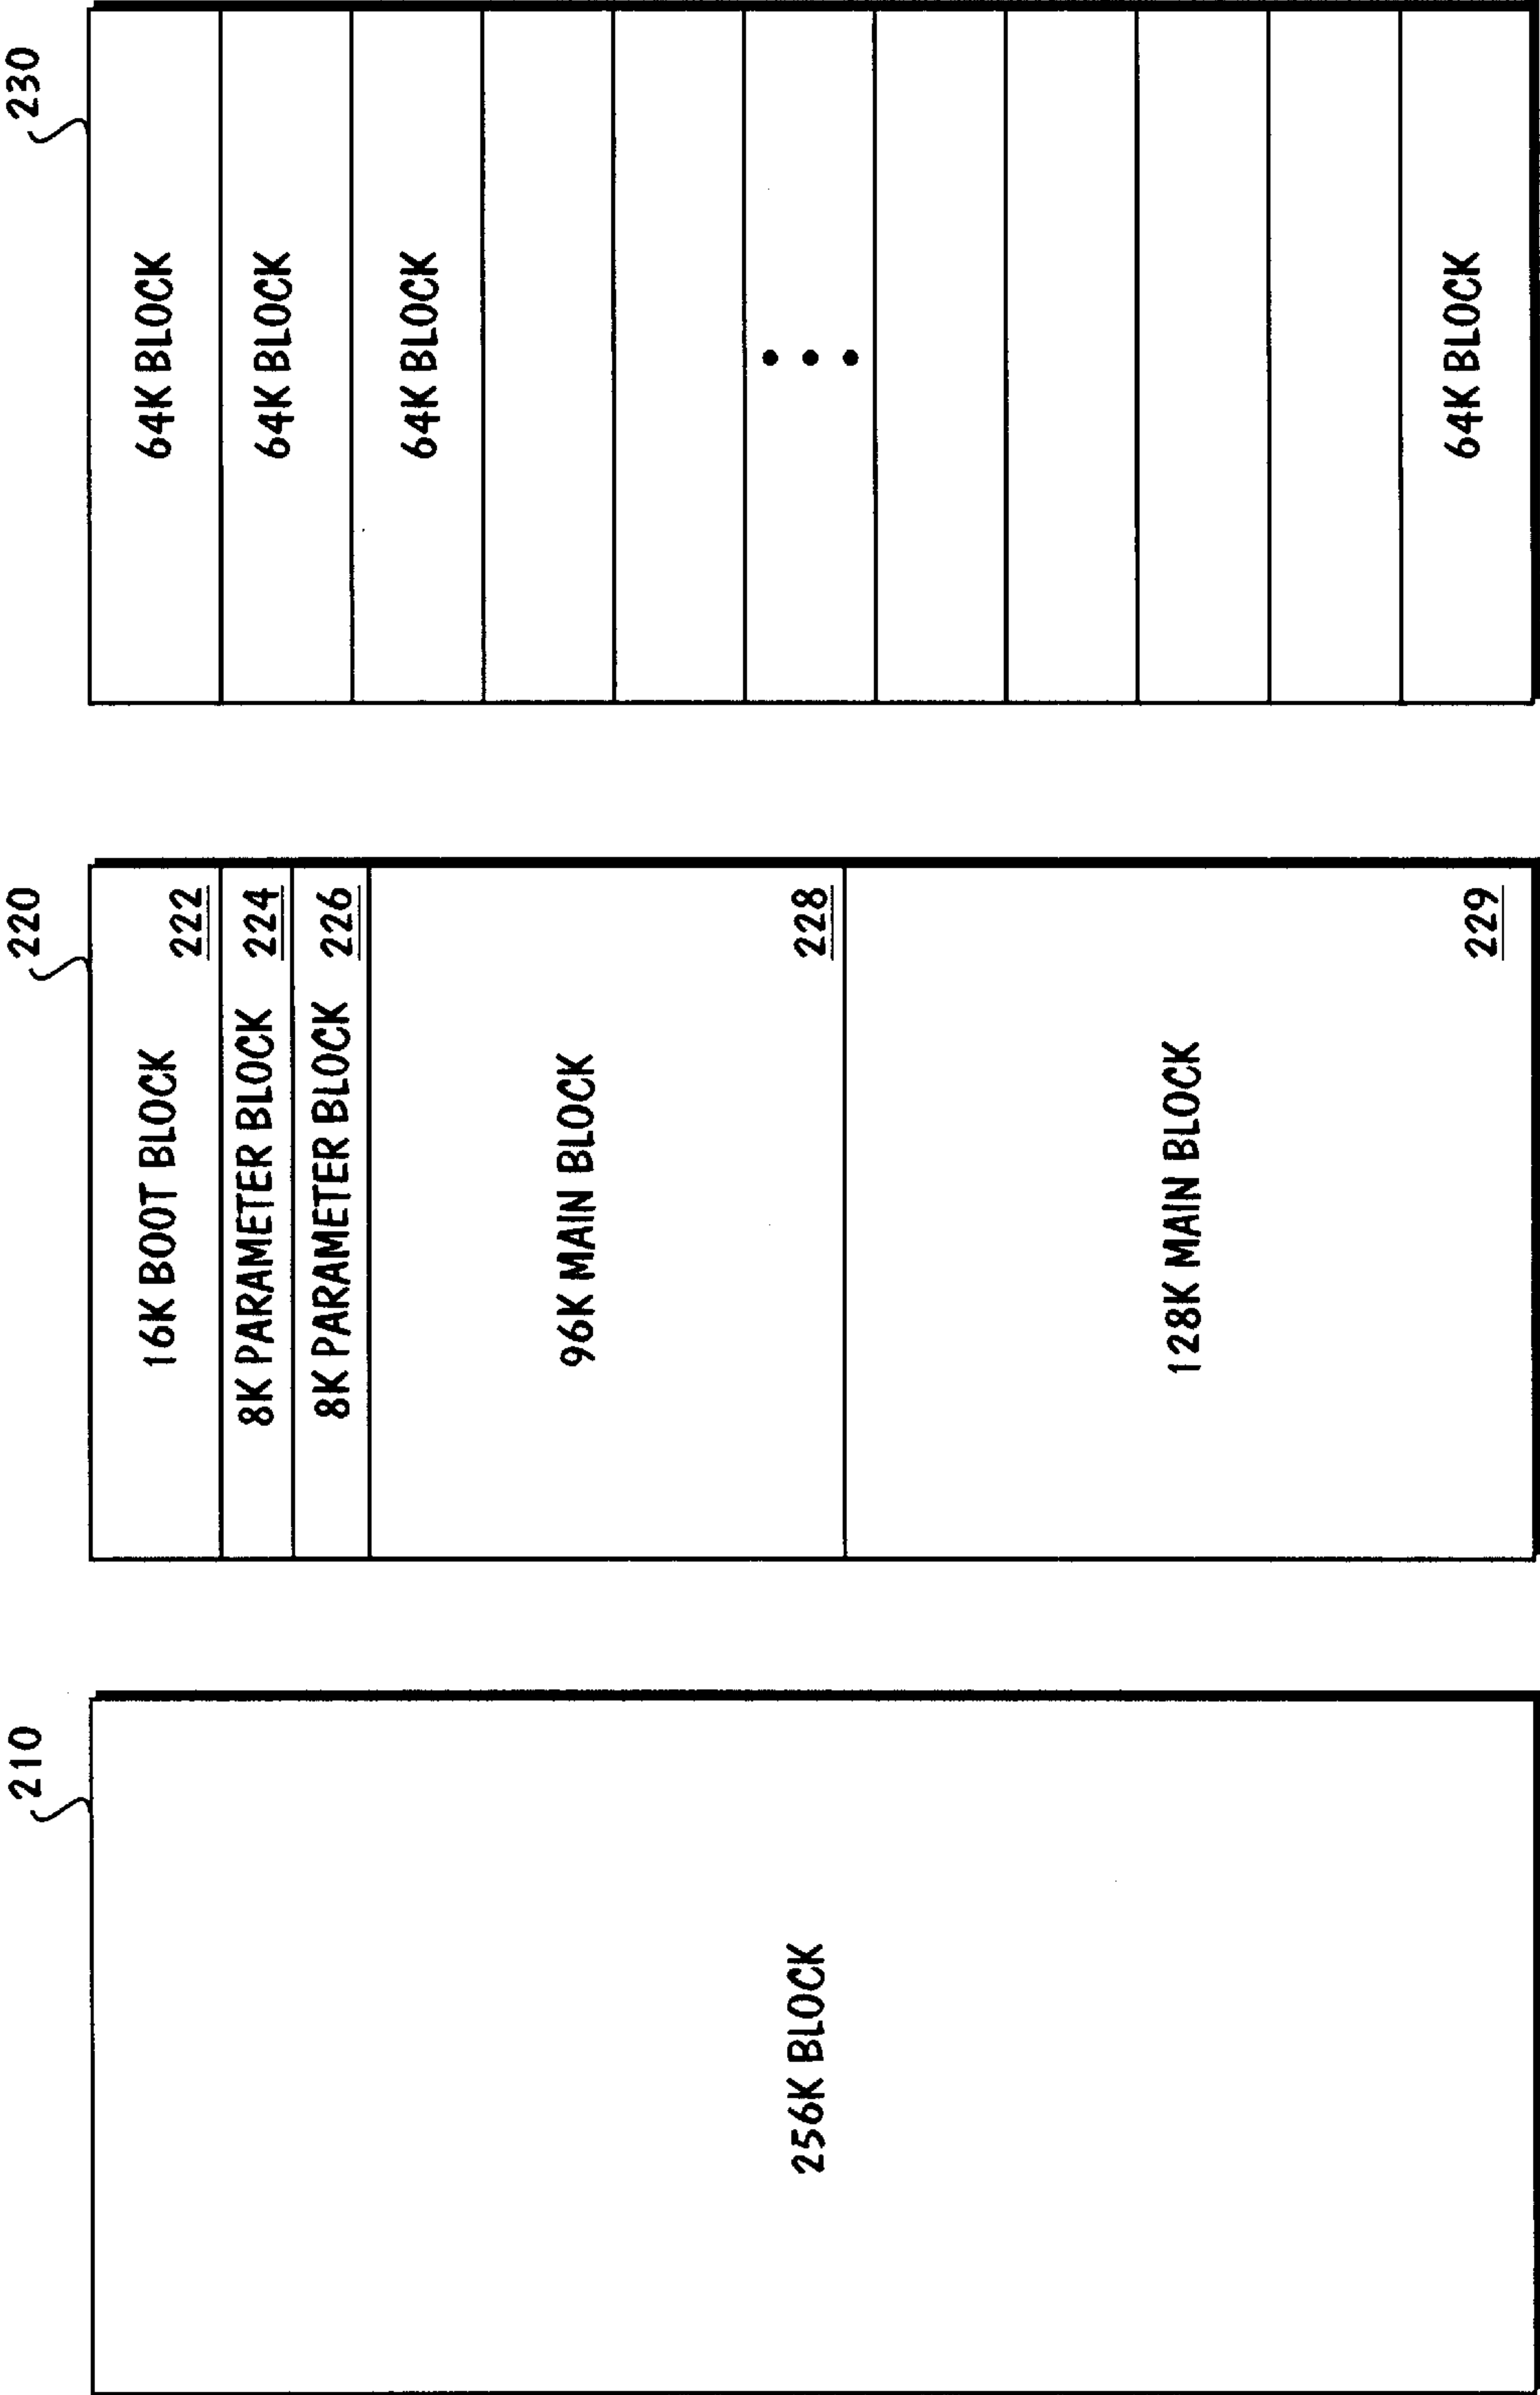 210
256K BLOCK
220
16K BOOT BLOCK 222
8K PARAMETER BLOCK 224
8K PARAMETER BLOCK 226
96K MAIN BLOCK 228
128K MAIN BLOCK 229
230
64K BLOCK
64K BLOCK
64K BLOCK
64K BLOCK